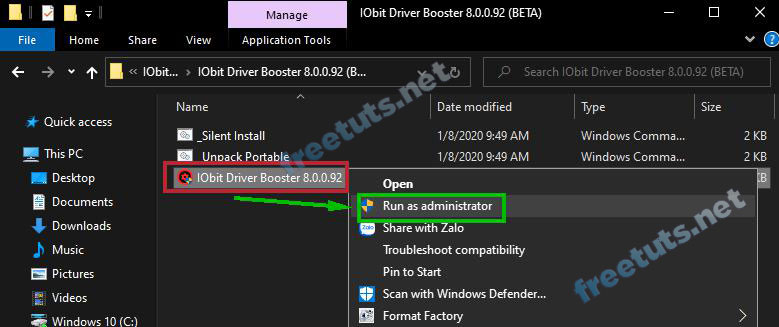 Manage
IObit Driver Booster 8.0.0.92 (BETA)
File
Home
Share
View
Application Tools
IObit...
IObit Driver Booster 8.0.0.92 (B...
Search IObit Driver Booster 8.0.0.92 (BETA)
Name
Date modified
Type
Size
Quick access
_Silent Install
1/8/2020 9:49 AM
Windows Comma...
2 KB
This PC
_Unpack Portable
1/8/2020 9:49 AM
Windows Comma...
2 KB
Desktop
IObit Driver Booster 8.0.0.92
KB
Open
Documents
Run as administrator
Downloads
Share with Zalo
Music
Troubleshoot compatibility
Pictures
Pin to Start
Videos
Scan with Windows Defender...
Windows 10 (C:)
Format Factory
freetuts.net
freetuts.net
freetuts.net